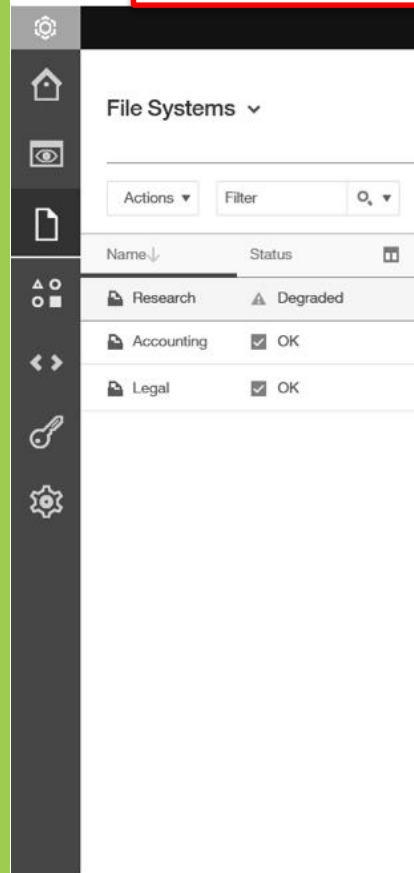 File Systems
Actions Filter
Name Status
Research Degraded
Accounting OK
Legal OK